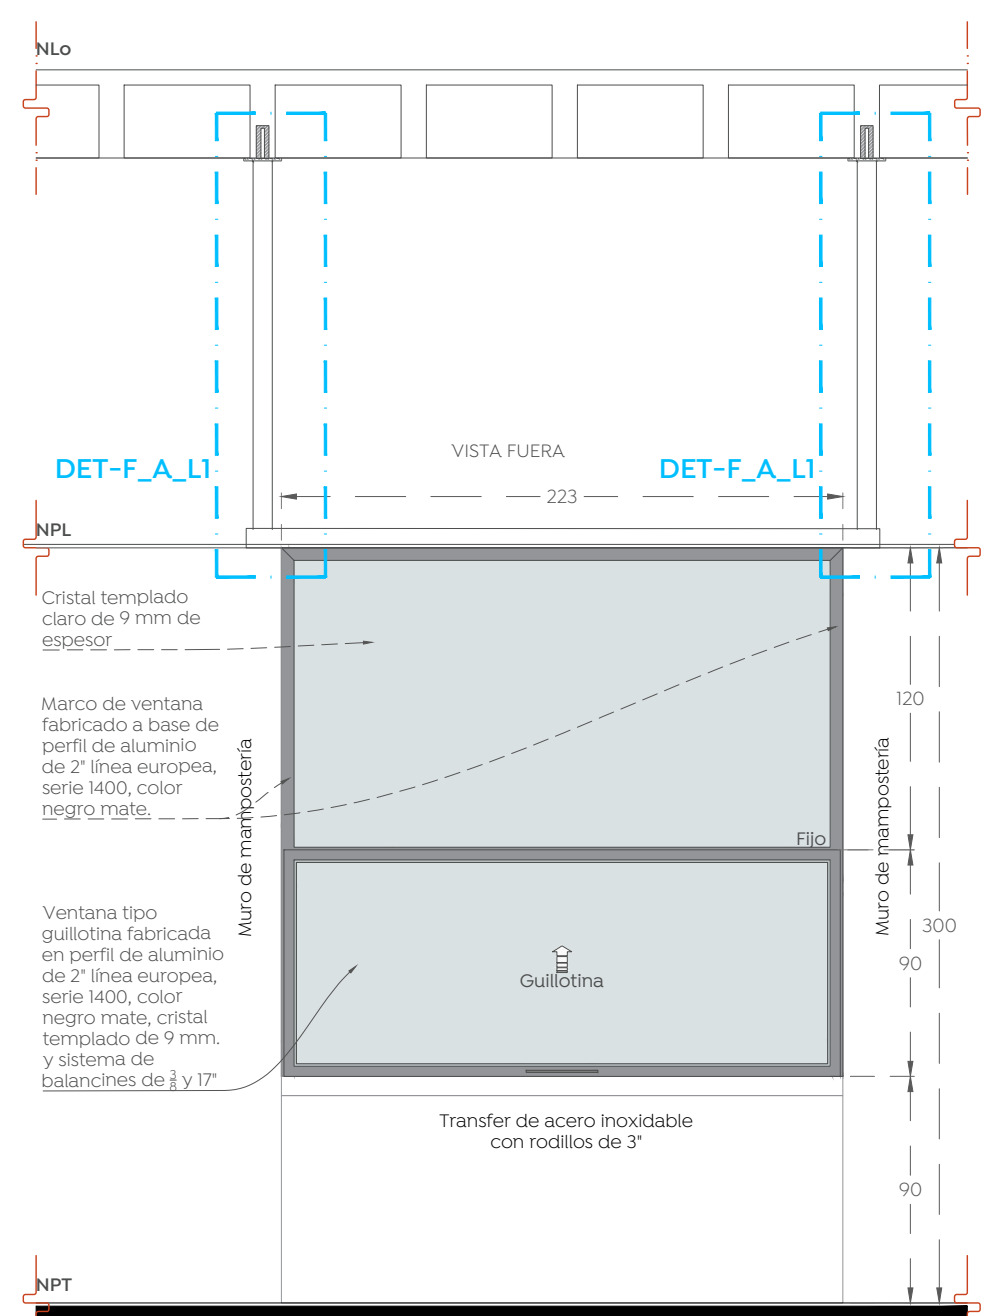 NLo
VISTA FUERA
DET-F_A_L1
DET-F_A_L1
223
NPL
Cristal templado
claro de 9 mm de
espesor
Marco de ventana
fabricado a base de
perfil de aluminio
de 2" línea europea,
serie 1400, color
negro mate.
Muro de mampostería
120
Muro de mampostería
Fijo
300
Ventana tipo
guillotina fabricada
en perfil de aluminio
de 2" línea europea,
serie 1400, color
negro mate, cristal
templado de 9 mm.
y sistema de
balancines de 3/8 y 17"
Guillotina
90
Transfer de acero inoxidable
con rodillos de 3"
90
NPT